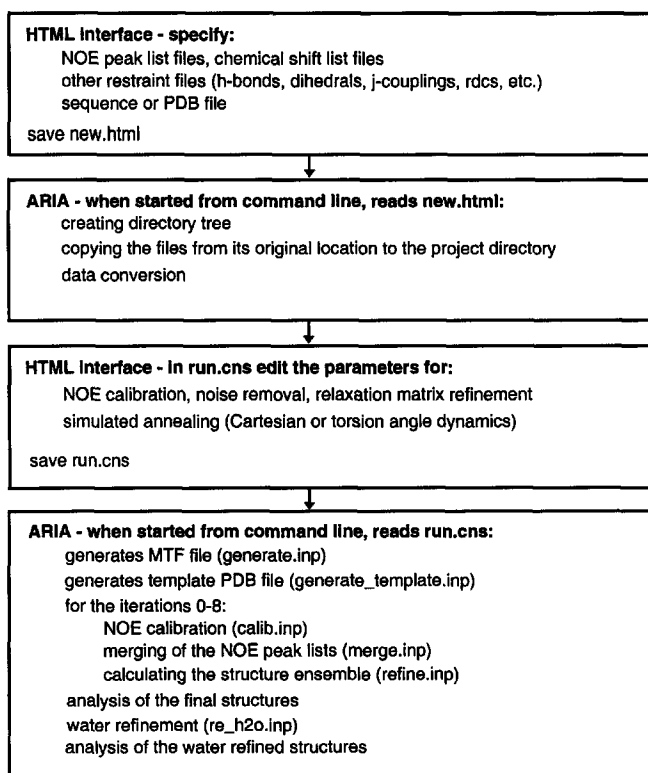 HTML interface - specify:
NOE peak list files, chemical shift list files
other restraint files (h-bonds, dihedrals, j-couplings, rdcs, etc.)
sequence or PDB file
save new.html
ARIA - when started from command line, reads new.html:
creating directory tree
copying the files from its original location to the project directory
data conversion
HTML interface - in run.cns edit the parameters for:
NOE calibration, noise removal, relaxation matrix refinement
simulated annealing (Cartesian or torsion angle dynamics)
save run.cns
ARIA - when started from command line, reads run.cns:
generates MTF file (generate.inp)
generates template PDB file (generate_template.inp)
for the iterations 0-8:
NOE calibration (calib.inp)
merging of the NOE peak lists (merge.inp)
calculating the structure ensemble (refine.inp)
analysis of the final structures
water refinement (re_h2o.inp)
analysis of the water refined structures